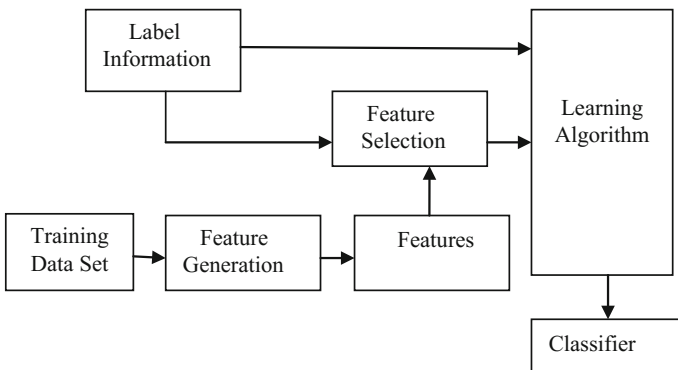 Label
Information
Learning
Algorithm
Feature
Selection
Training
Data Set
Feature
Generation
Features
Classifier